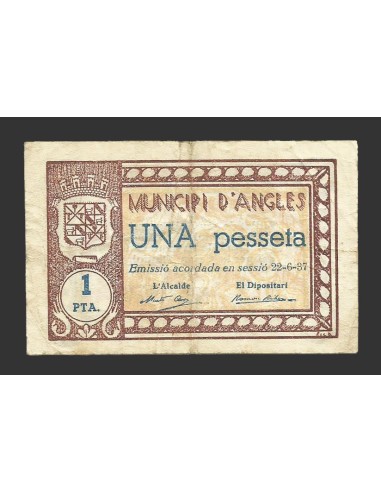 MUNICIPI D'ANGLES
UNA pesseta
Emissió acordada en sessió 22-6-37
L'Alcalde El Dipositari
1
PTA.